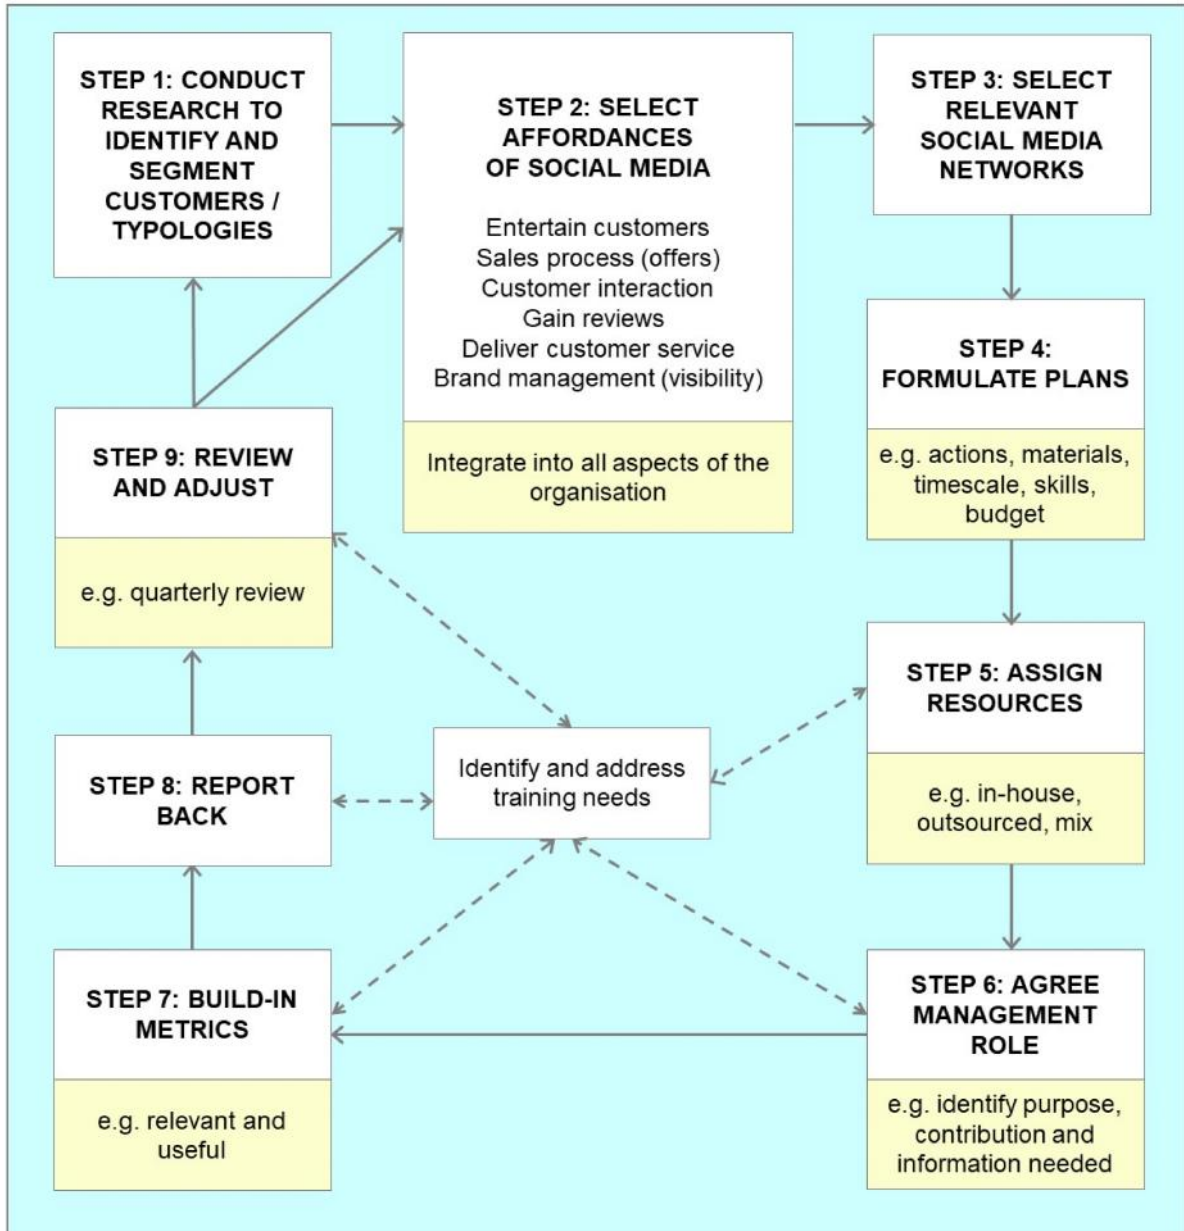 STEP 1: CONDUCT
RESEARCH TO
IDENTIFY AND
SEGMENT
CUSTOMERS /
TYPOLOGIES
STEP 2: SELECT
AFFORDANCES
OF SOCIAL MEDIA
Entertain customers
Sales process (offers)
Customer interaction
Gain reviews
Deliver customer service
Brand management (visibility)
Integrate into all aspects of the
organisation
STEP 3: SELECT
RELEVANT
SOCIAL MEDIA
NETWORKS
STEP 4:
FORMULATE PLANS
e.g. actions, materials,
timescale, skills,
budget
STEP 5: ASSIGN
RESOURCES
e.g. in-house,
outsourced, mix
STEP 6: AGREE
MANAGEMENT
ROLE
e.g. identify purpose,
contribution and
information needed
STEP 7: BUILD-IN
METRICS
e.g. relevant and
useful
STEP 8: REPORT
BACK
STEP 9: REVIEW
AND ADJUST
e.g. quarterly review
Identify and address
training needs